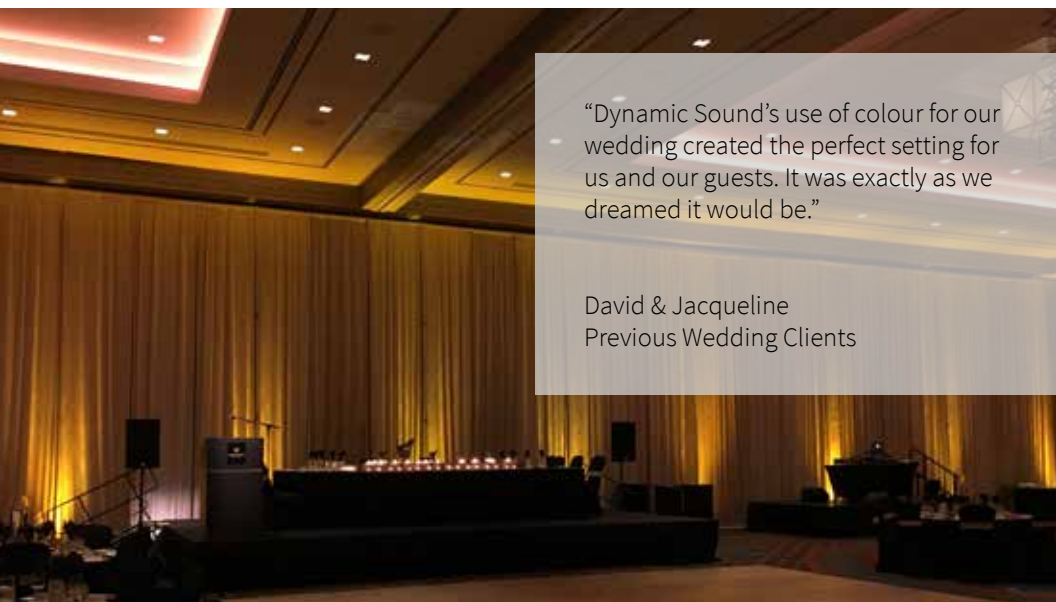 “Dynamic Sound’s use of colour for our
wedding created the perfect setting for
us and our guests. It was exactly as we
dreamed it would be.”
David & Jacqueline
Previous Wedding Clients